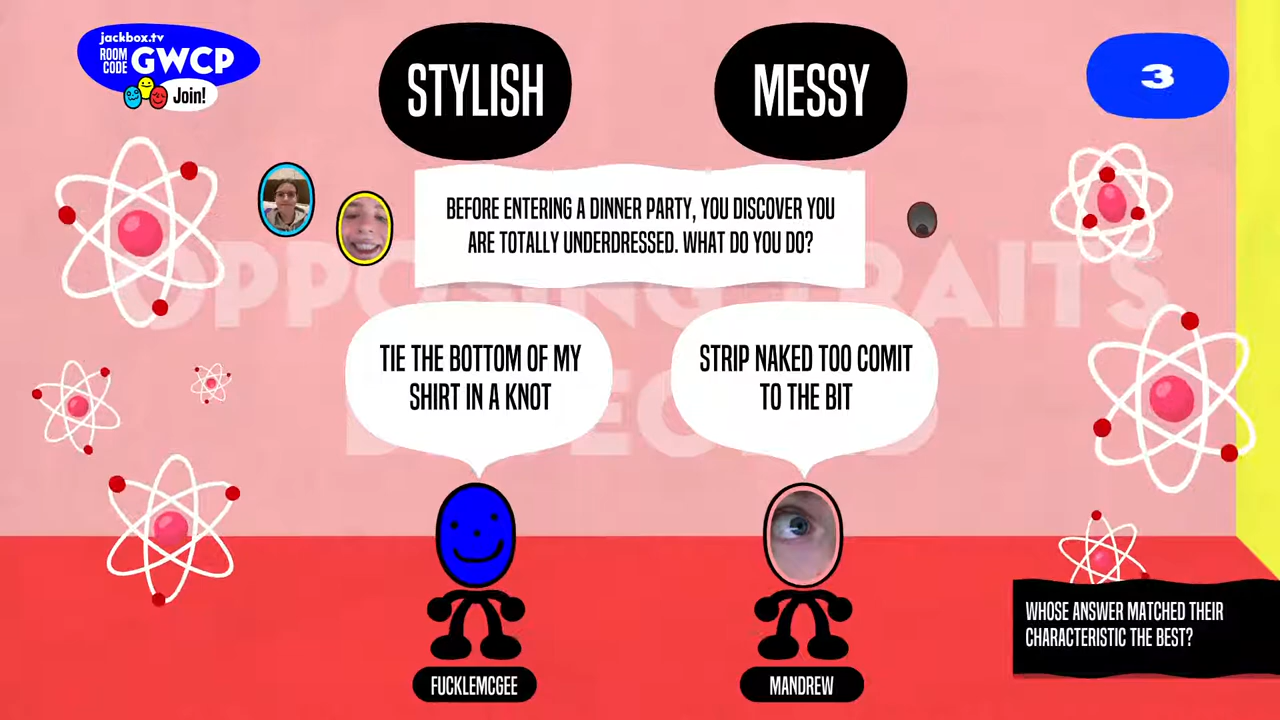 jackbox.tv
ROOM
CODE
GWCP
Join!
STYLISH
MESSY
3
BEFORE ENTERING A DINNER PARTY, YOU DISCOVER YOU
ARE TOTALLY UNDERDRESSED. WHAT DO YOU DO?
OPPOSING TRAITS
TIE THE BOTTOM OF MY
SHIRT IN A KNOT
STRIP NAKED TOO COMIT
TO THE BIT
WHOSE ANSWER MATCHED THEIR
CHARACTERISTIC THE BEST?
FUCKLEMCGEE
MANDREW